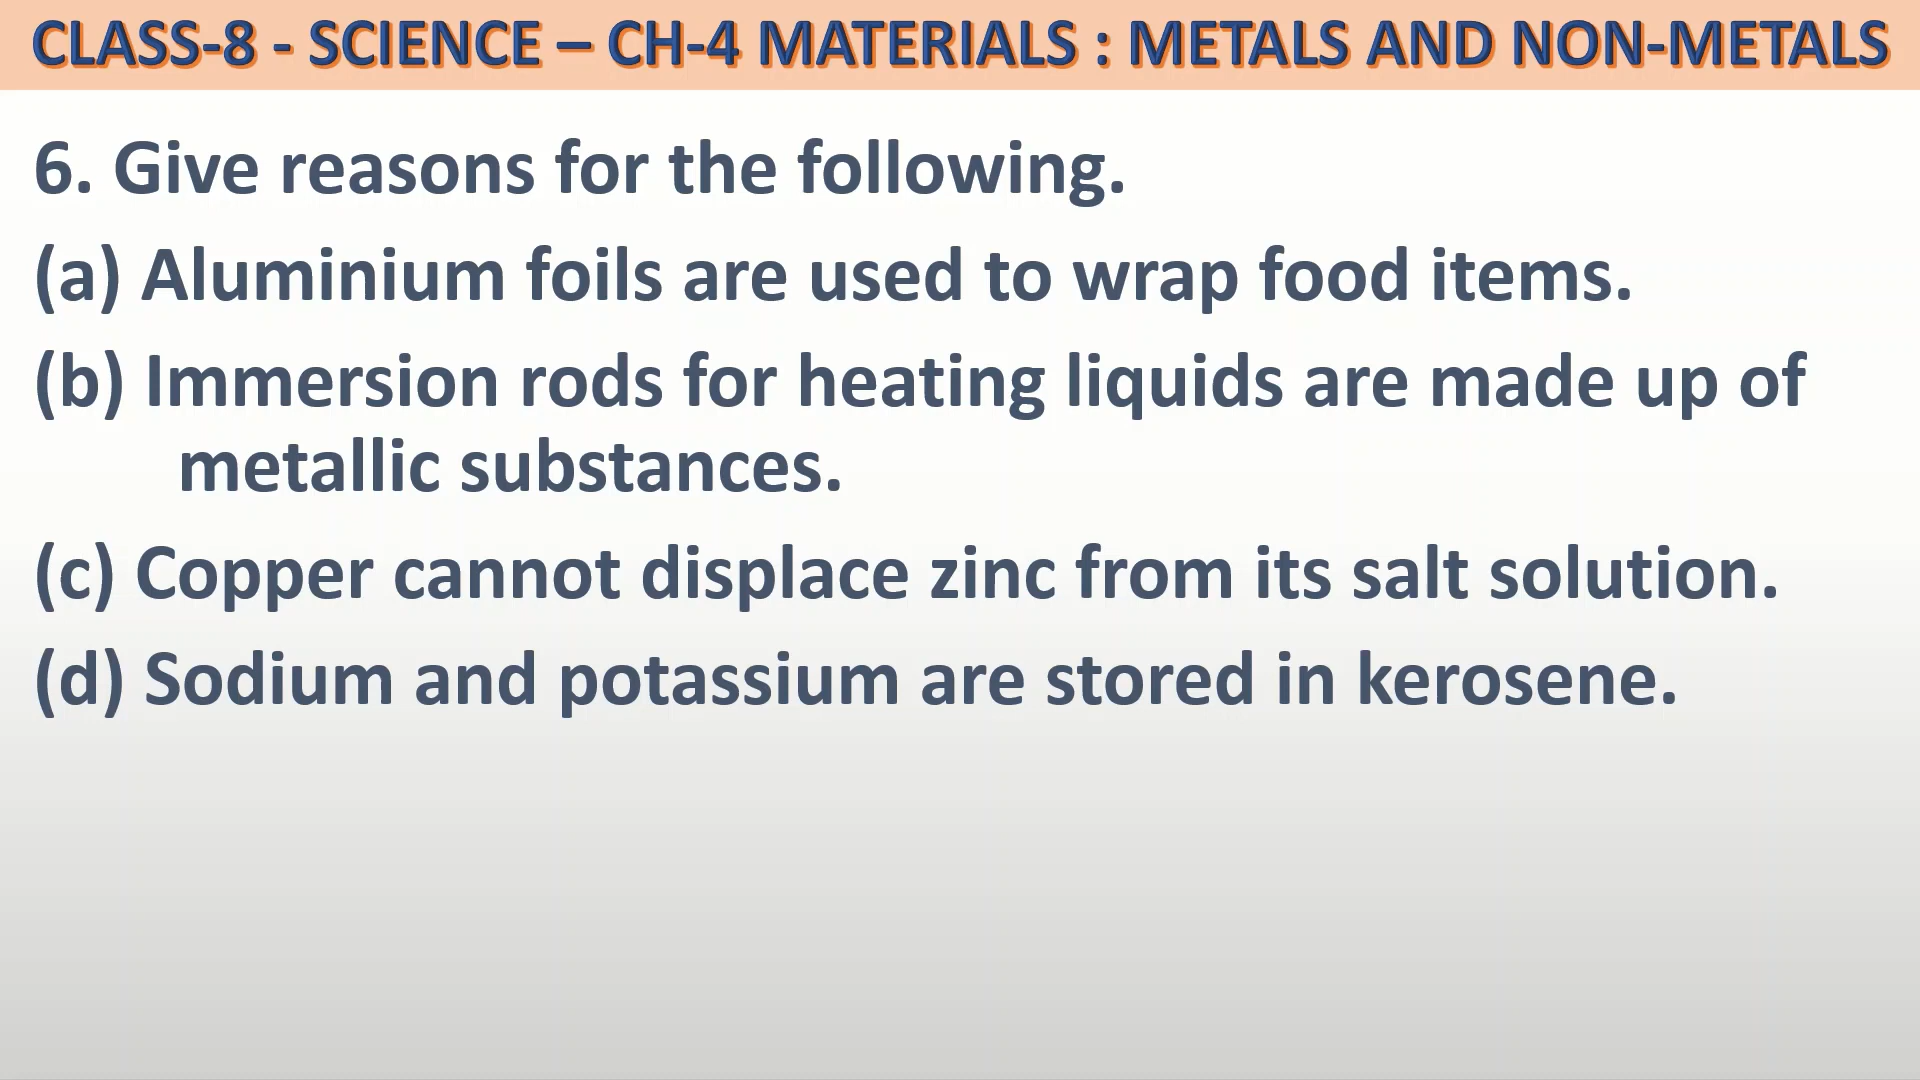 CLASS-8 - SCIENCE – CH-4 MATERIALS : METALS AND NON-METALS
6. Give reasons for the following.
(a) Aluminium foils are used to wrap food items.
(b) Immersion rods for heating liquids are made up of
metallic substances.
(c) Copper cannot displace zinc from its salt solution.
(d) Sodium and potassium are stored in kerosene.